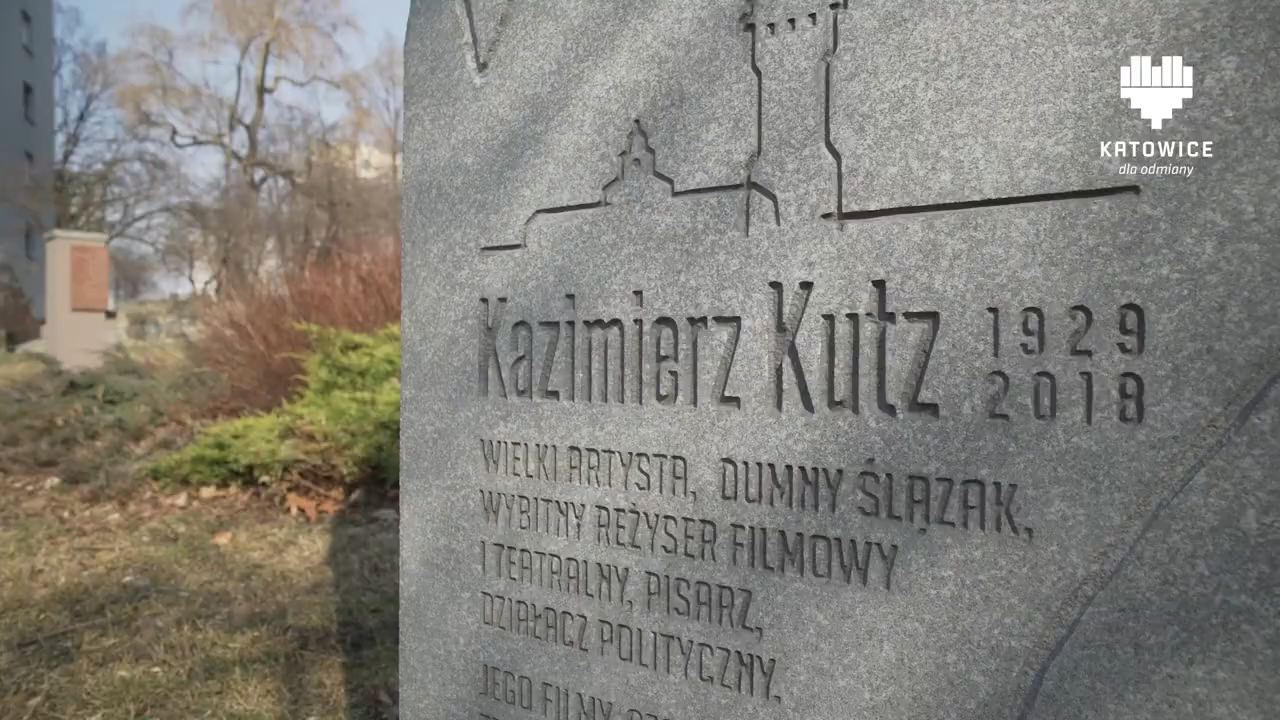 KATOWICE
dla odmiany
Kazimierz Kutz 1929
2018
WIELKI ARTYSTA, DUMNY ŚLĄZAK,
WYBITNY REŻYSER FILMOWY
I TEATRALNY, PISARZ,
DZIAŁACZ POLITYCZNY.
JEGO FILMY